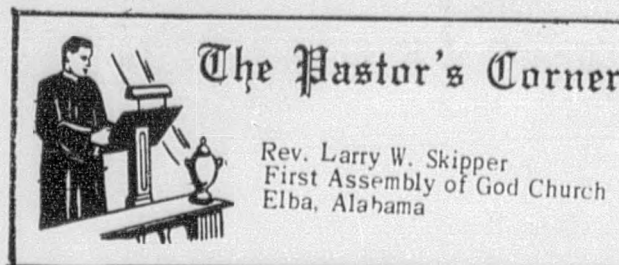 The Pastor's Corner
Rev. Larry W. Skipper
First Assembly of God Church
Elba, Alabama